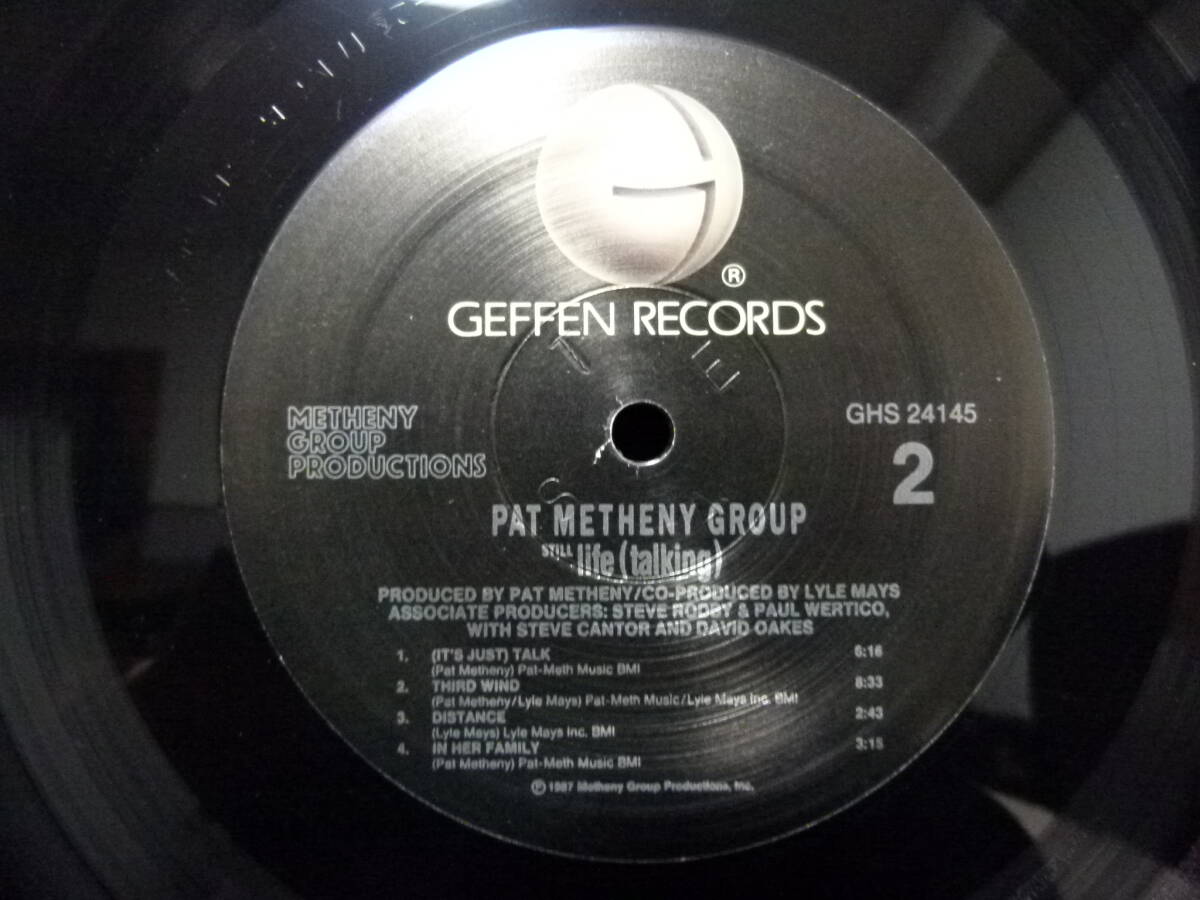 ®
GEFFEN RECORDS
METHENY
GROUP
PRODUCTIONS
GHS 24145
2
PAT METHENY GROUP
STILL life (talking)
PRODUCED BY PAT METHENY/CO-PRODUCED BY LYLE MAYS
ASSOCIATE PRODUCERS: STEVE RODBY & PAUL WERTICO,
WITH STEVE CANTOR AND DAVID OAKES
1. (IT'S JUST) TALK 6:16
(Pat Metheny) Pat-Meth Music BMI
2. THIRD WIND 8:33
(Pat Metheny/Lyle Mays) Pat-Meth Music/Lyle Mays Inc. BMI
3. DISTANCE 2:43
(Lyle Mays) Lyle Mays Inc. BMI
4. IN HER FAMILY 3:15
(Pat Metheny) Pat-Meth Music BMI
℗ 1987 Metheny Group Productions, Inc.